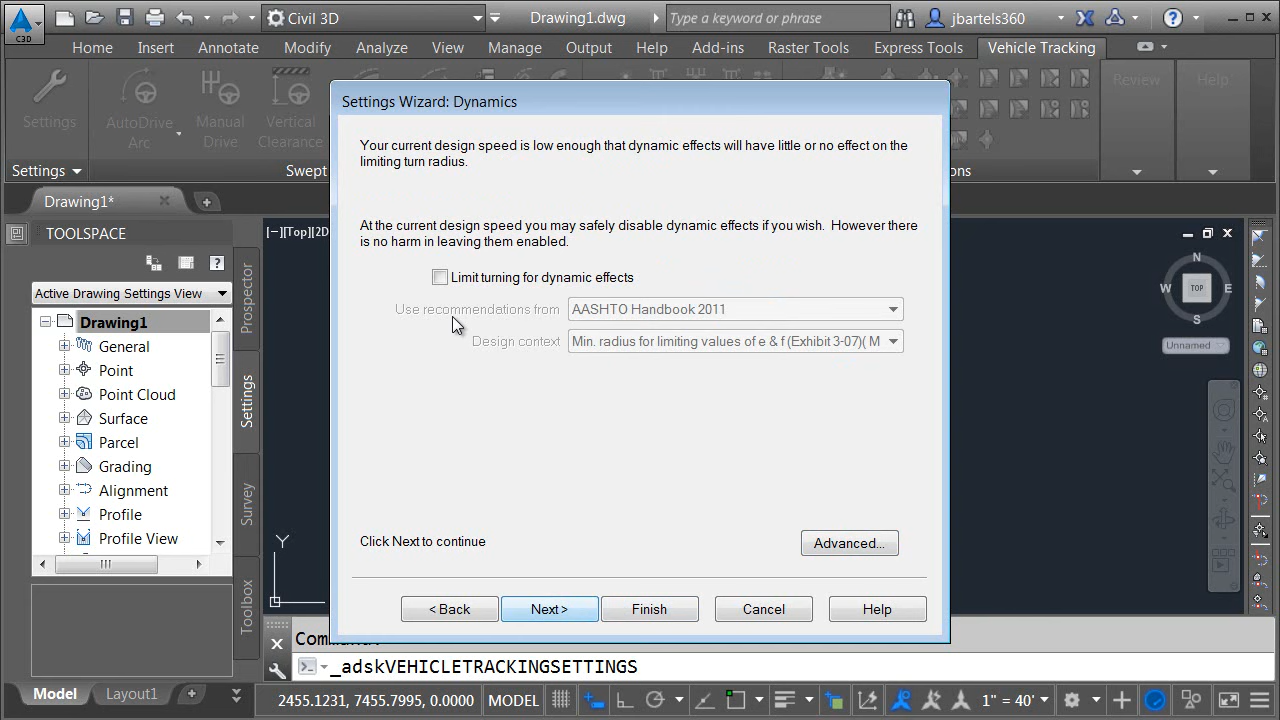 Civil 3D
Drawing1.dwg
Type a keyword or phrase
jbartels360
C3D
Home
Insert
Annotate
Modify
Analyze
View
Manage
Output
Help
Add-ins
Raster Tools
Express Tools
Vehicle Tracking
Settings
AutoDrive
Arc
Manual
Drive
Vertical
Clearance
Review
Help
Settings
Swept
ons
Drawing1*
TOOLSPACE
Active Drawing Settings View
Drawing1
General
Point
Point Cloud
Surface
Parcel
Grading
Alignment
Profile
Profile View
Prospector
Settings
Survey
Toolbox
[−][Top][2D
Y
N
W
TOP
E
S
Unnamed
Settings Wizard: Dynamics
Your current design speed is low enough that dynamic effects will have little or no effect on the
limiting turn radius.
At the current design speed you may safely disable dynamic effects if you wish. However there
is no harm in leaving them enabled.
Limit turning for dynamic effects
Use recommendations from
AASHTO Handbook 2011
Design context
Min. radius for limiting values of e & f (Exhibit 3-07)( M
Click Next to continue
Advanced...
< Back
Next>
Finish
Cancel
Help
_adskVEHICLETRACKINGSETTINGS
Model
Layout1
2455.1231, 7455.7995, 0.0000
MODEL
1" = 40'